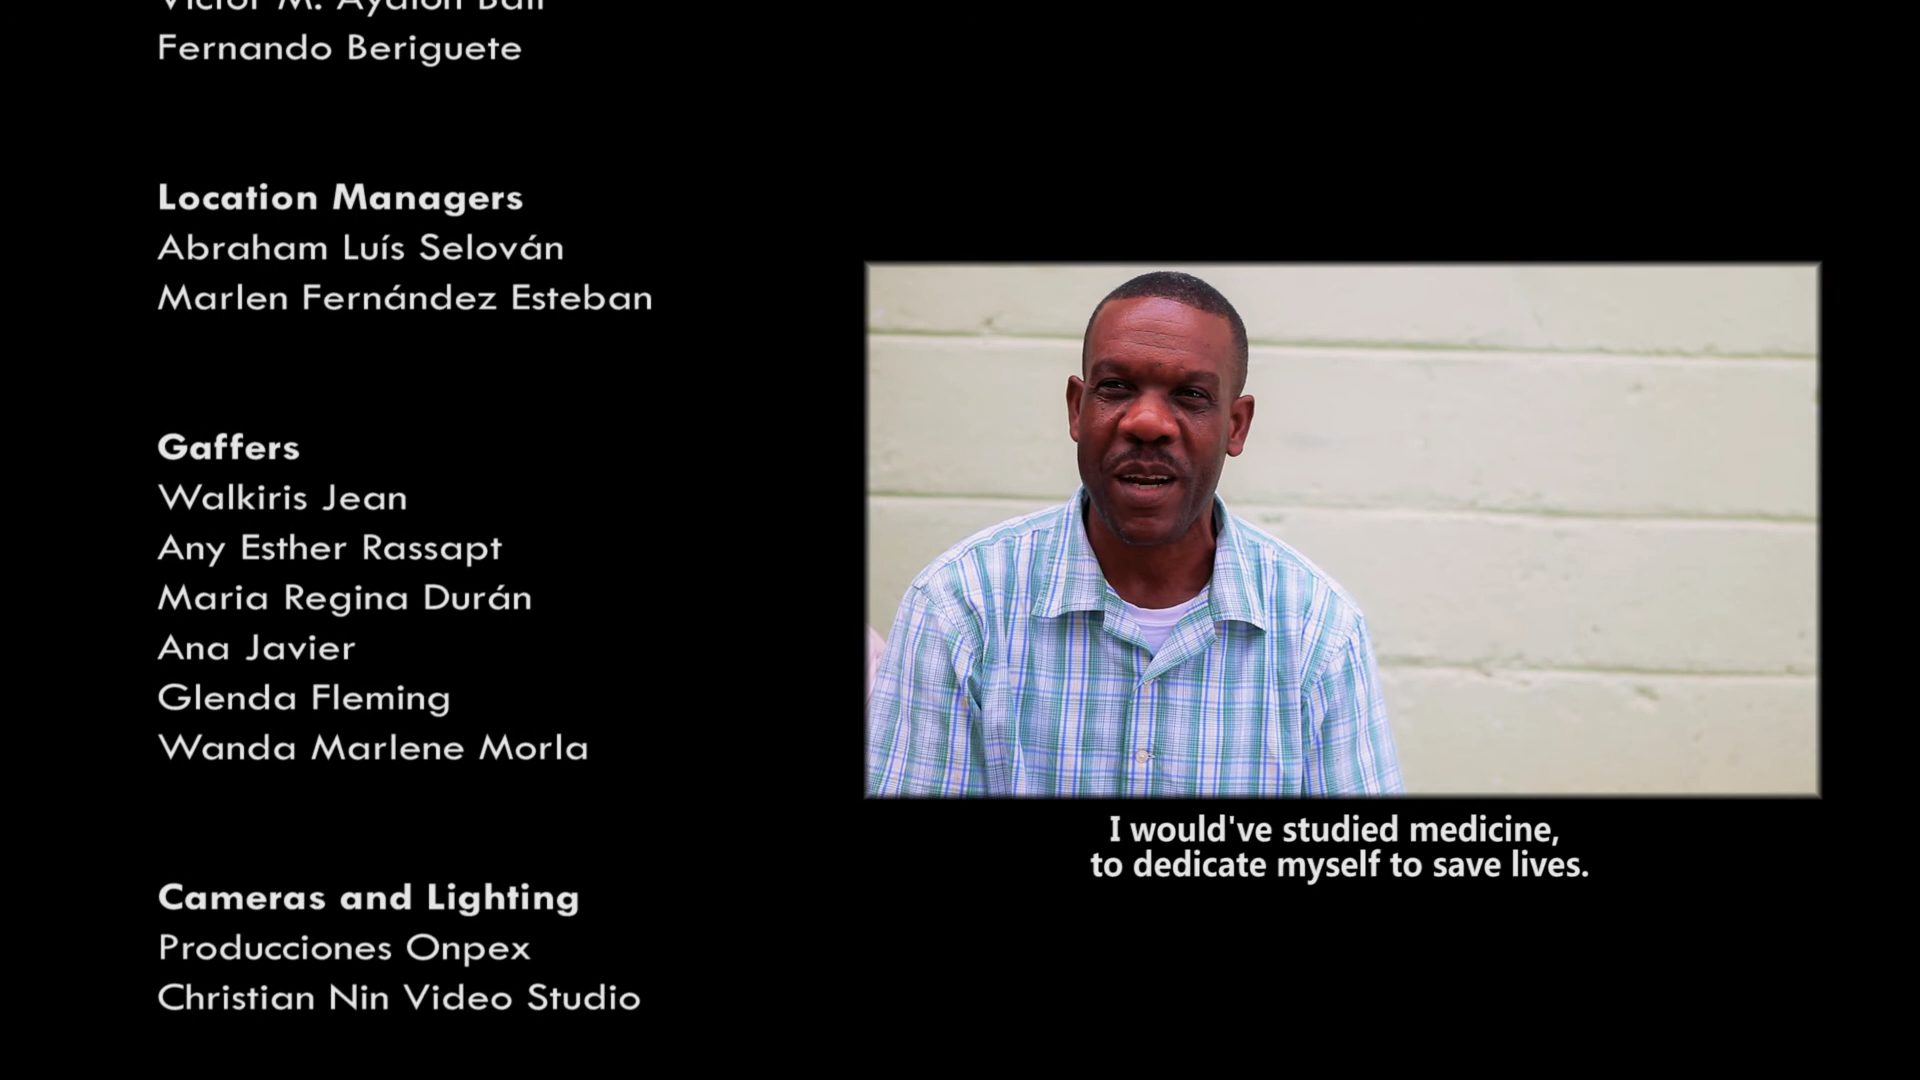 Fernando Beriguete
Location Managers
Abraham Luís Selován
Marlen Fernández Esteban
Gaffers
Walkiris Jean
Any Esther Rassapt
Maria Regina Durán
Ana Javier
Glenda Fleming
Wanda Marlene Morla
Cameras and Lighting
Producciones Onpex
Christian Nin Video Studio
I would've studied medicine,
to dedicate myself to save lives.